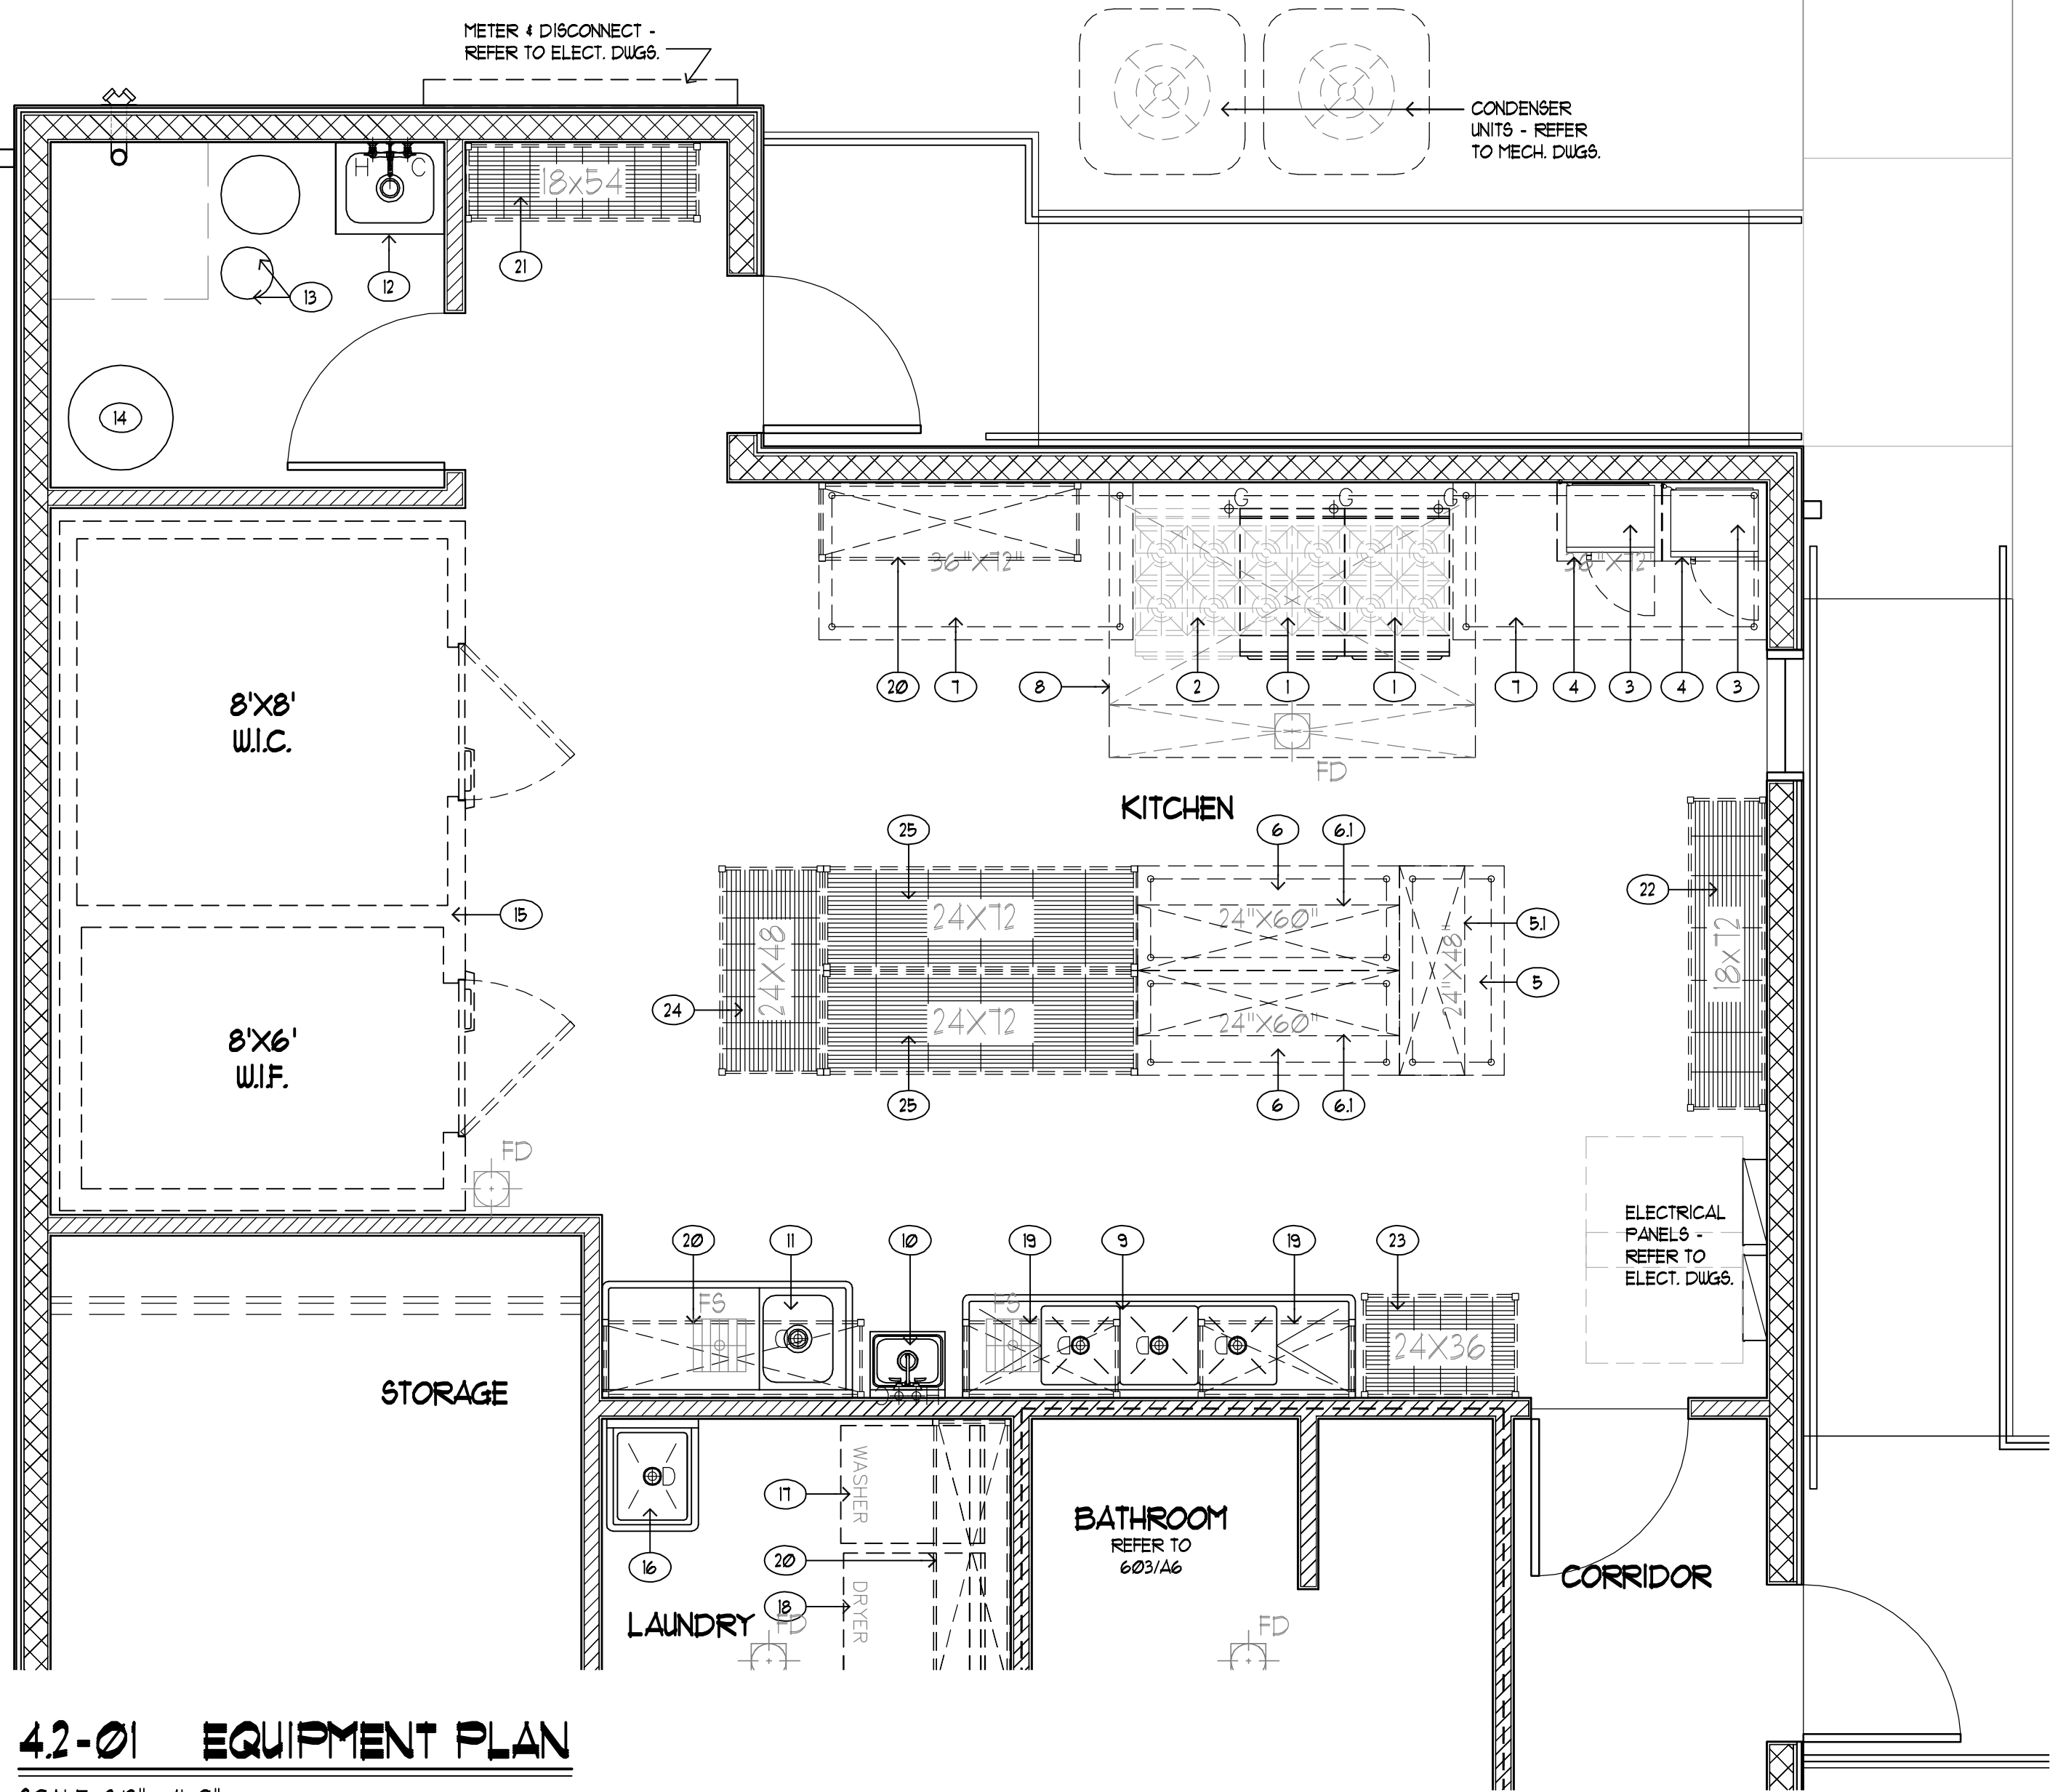 METER & DISCONNECT -
REFER TO ELECT. DWGS.
CONDENSER
UNITS - REFER
TO MECH. DWGS.
H C
18x54
21
12
13
14
G G G
36"X72"
36"X72"
20 7 8 2 1 1 7 4 3 4 3
FD
8'X8'
W.I.C.
KITCHEN
25 6 6.1
22
24X72
24"X60"
15
5.1
24X48
24"X48"
18x72
5
24
24X72
24"X60"
8'X6'
W.I.F.
25 6 6.1
FD
ELECTRICAL
PANELS -
REFER TO
ELECT. DWGS.
20 11 10 19 9 19 23
FS FS
24X36
STORAGE
D
WASHER
17
BATHROOM
REFER TO
603/A6
16
20
CORRIDOR
18
DRYER
LAUNDRY
FD FD
4.2-01 EQUIPMENT PLAN